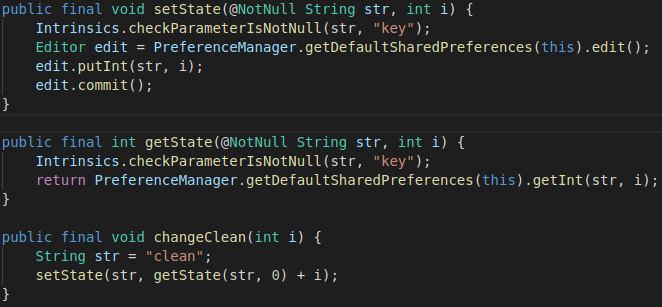 public final void setState(@NotNull String str, int i) {
    Intrinsics.checkParameterIsNotNull(str, "key");
    Editor edit = PreferenceManager.getDefaultSharedPreferences(this).edit();
    edit.putInt(str, i);
    edit.commit();
}
public final int getState(@NotNull String str, int i) {
    Intrinsics.checkParameterIsNotNull(str, "key");
    return PreferenceManager.getDefaultSharedPreferences(this).getInt(str, i);
}
public final void changeClean(int i) {
    String str = "clean";
    setState(str, getState(str, 0) + i);
}